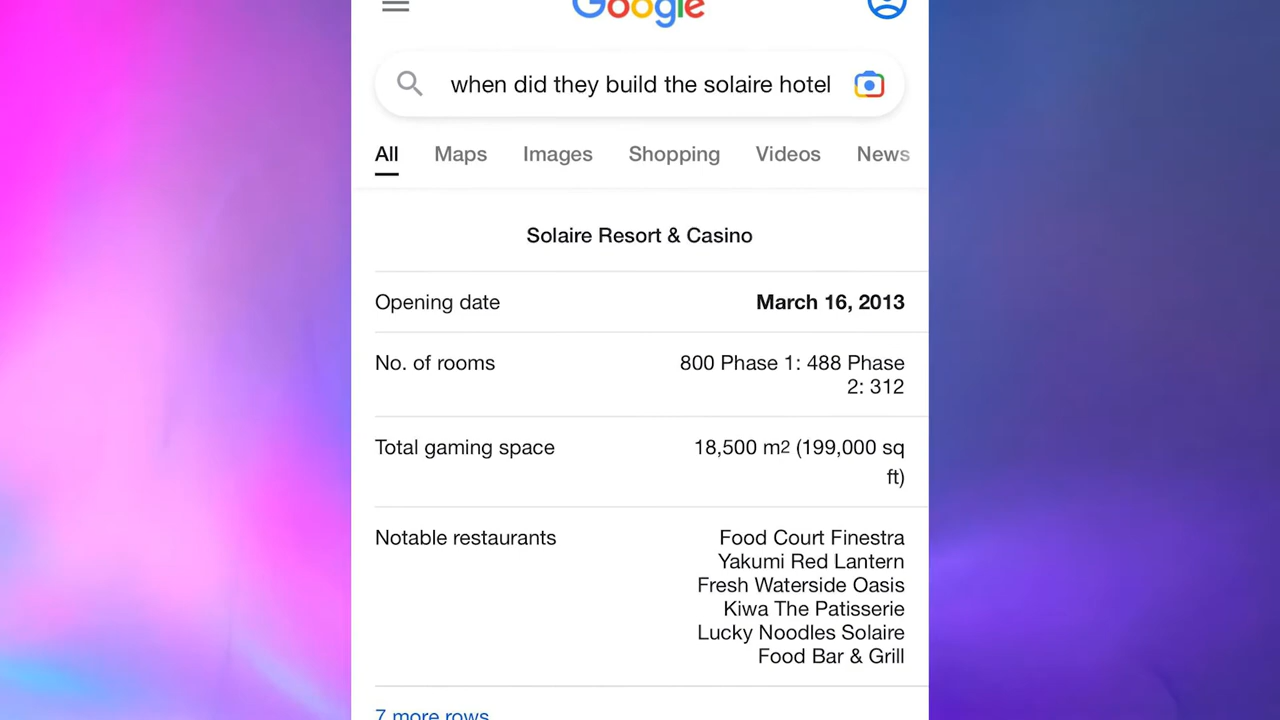 Google
when did they build the solaire hotel
All Maps Images Shopping Videos News
Solaire Resort & Casino
Opening date March 16, 2013
No. of rooms 800 Phase 1: 488 Phase
2: 312
Total gaming space 18,500 m2 (199,000 sq
ft)
Notable restaurants Food Court Finestra
Yakumi Red Lantern
Fresh Waterside Oasis
Kiwa The Patisserie
Lucky Noodles Solaire
Food Bar & Grill
7 more rows